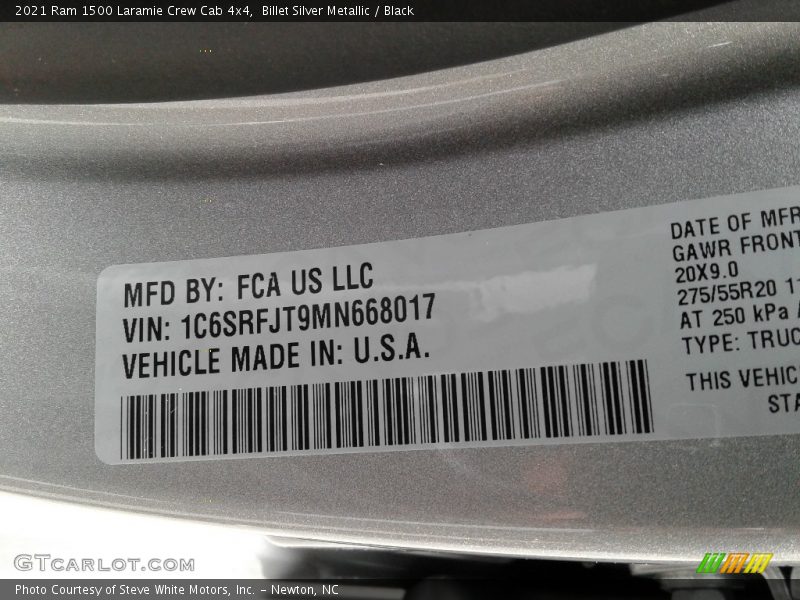 2021 Ram 1500 Laramie Crew Cab 4x4, Billet Silver Metallic / Black
MFD BY: FCA US LLC
VIN: 1C6SRFJT9MN668017
VEHICLE MADE IN: U.S.A.
DATE OF MFR
GAWR FRONT
20X9.0
275/55R20 11
AT 250 kPa
TYPE: TRUC
THIS VEHIC
STA
GTCARLOT.COM
Photo Courtesy of Steve White Motors, Inc. – Newton, NC